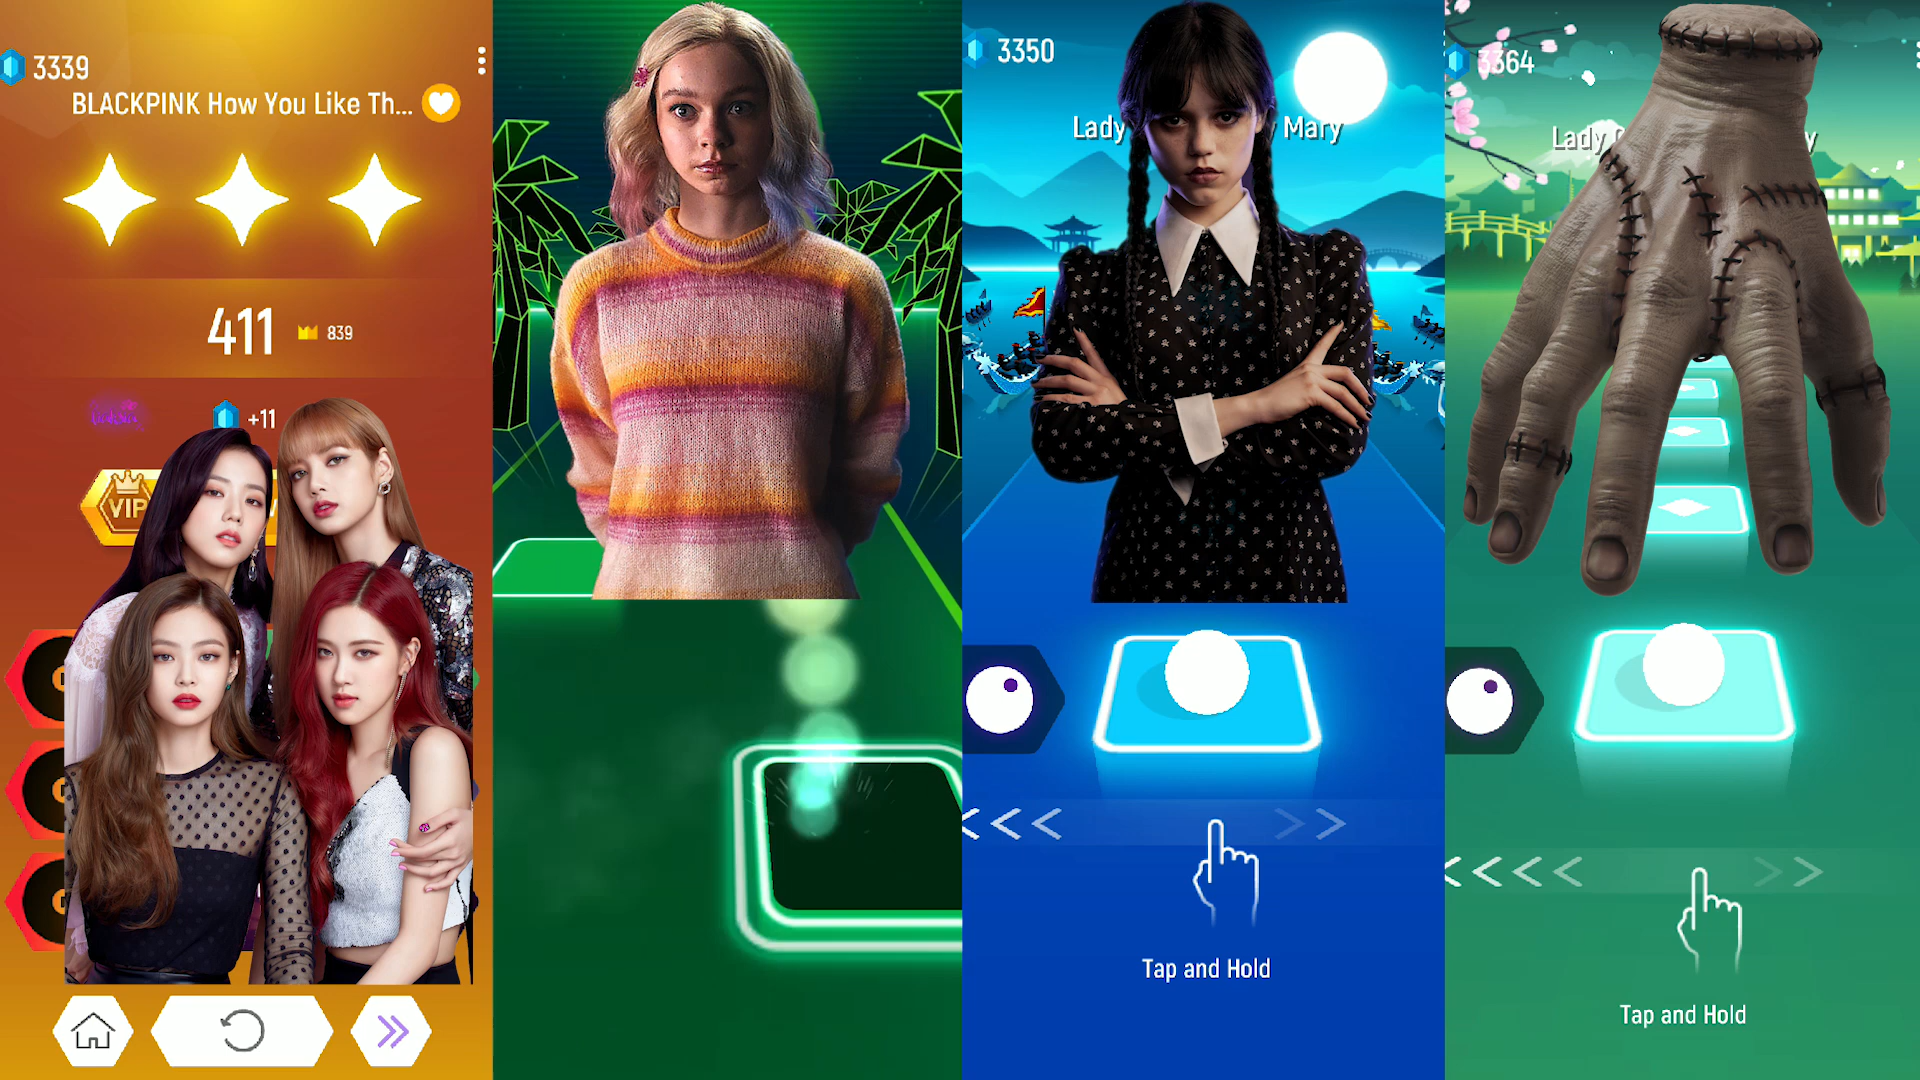 3339
BLACKPINK How You Like Th...
411
839
+11
VIP
3350
Lady
Mary
Tap and Hold
3364
Lady
y
Tap and Hold